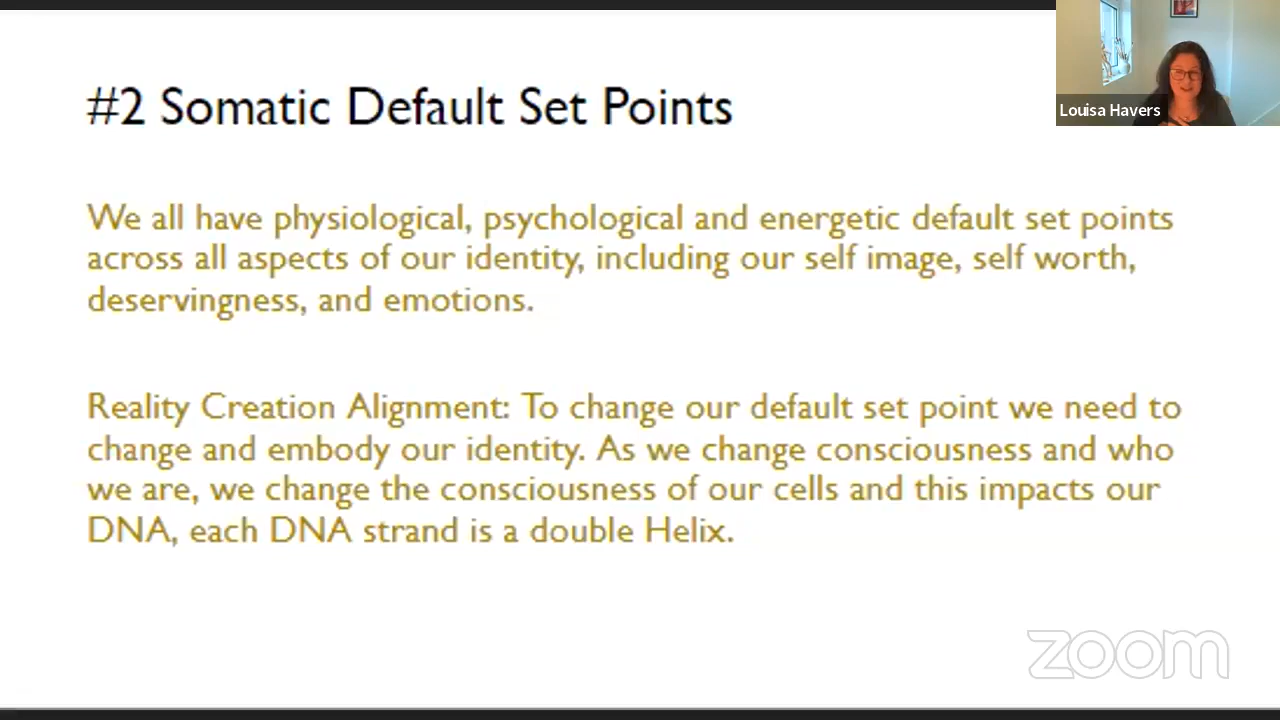 #2 Somatic Default Set Points
Louisa Havers
We all have physiological, psychological and energetic default set points
across all aspects of our identity, including our self image, self worth,
deservingness, and emotions.
Reality Creation Alignment: To change our default set point we need to
change and embody our identity. As we change consciousness and who
we are, we change the consciousness of our cells and this impacts our
DNA, each DNA strand is a double Helix.
zoom